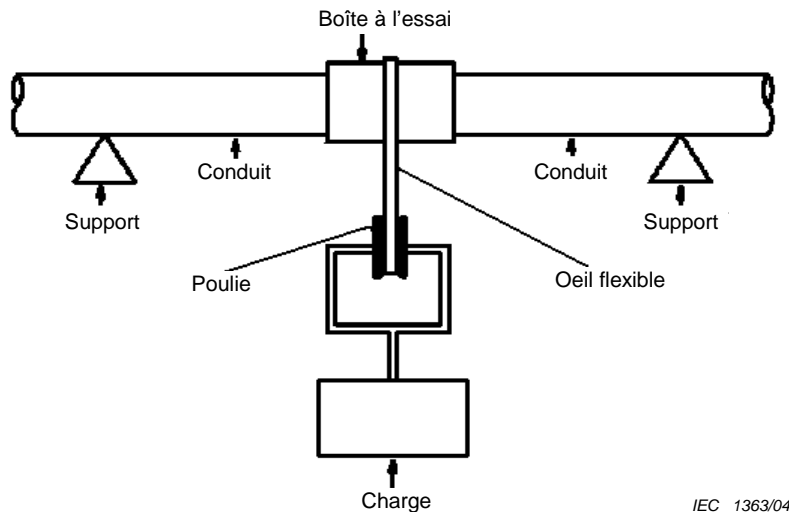 Boîte à l'essai
Conduit
Conduit
Support
Support
Poulie
Oeil flexible
Charge
IEC 1363/04